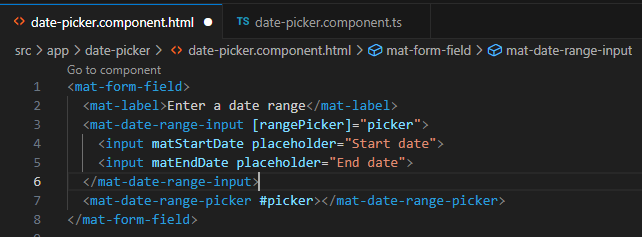 date-picker.component.html
TS date-picker.component.ts
src > app > date-picker > date-picker.component.html > mat-form-field > mat-date-range-input
Go to component
1 <mat-form-field>
2   <mat-label>Enter a date range</mat-label>
3   <mat-date-range-input [rangePicker]="picker">
4     <input matStartDate placeholder="Start date">
5     <input matEndDate placeholder="End date">
6   </mat-date-range-input>
7   <mat-date-range-picker #picker></mat-date-range-picker>
8 </mat-form-field>